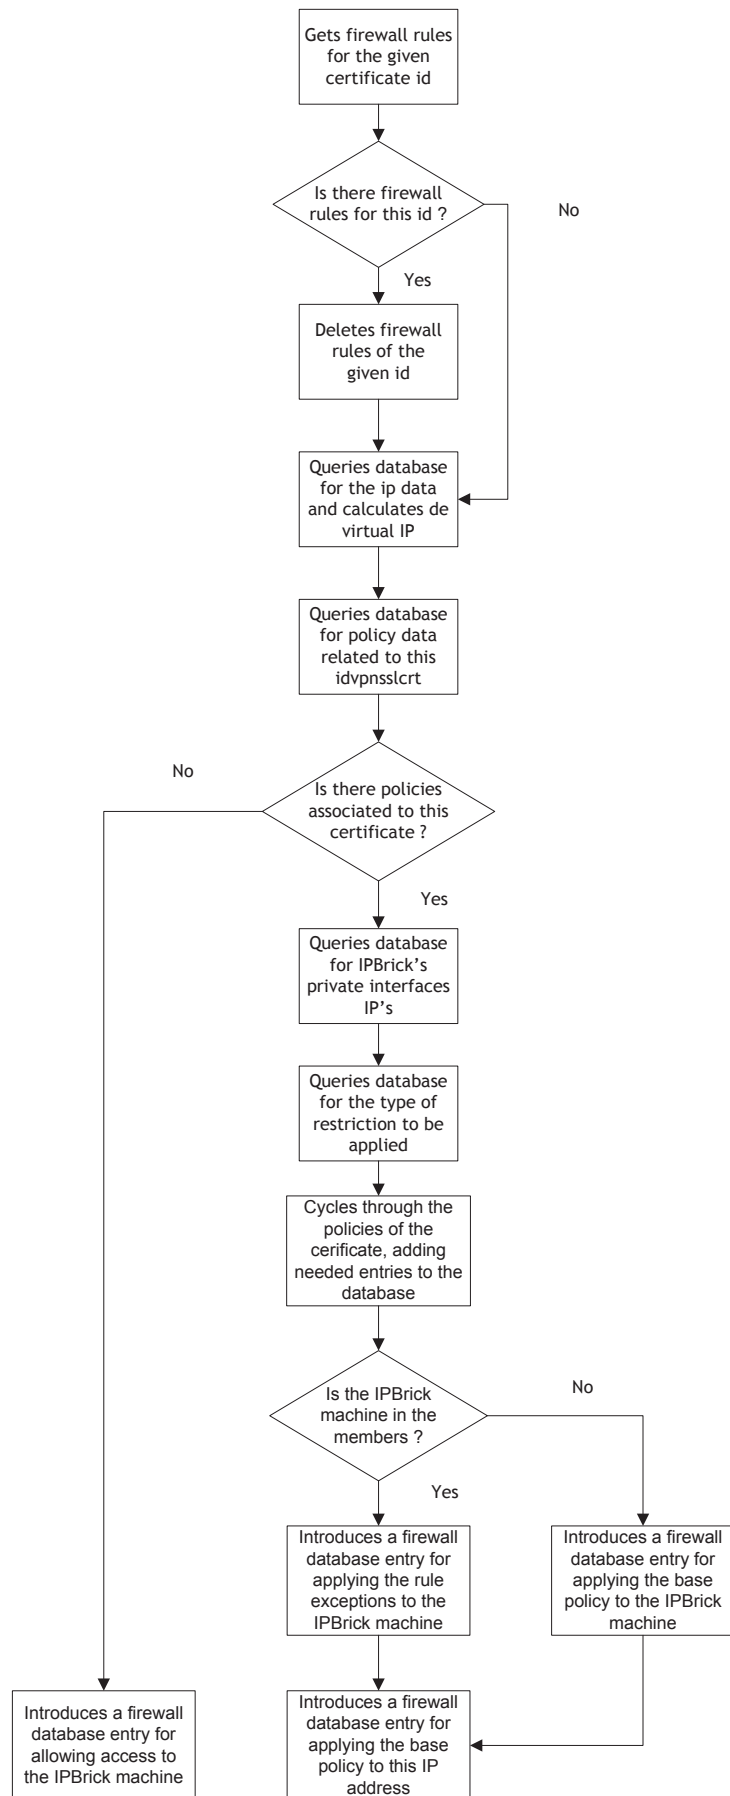 Gets firewall rules
for the given
certificate id
Is there firewall
rules for this id ?
No
Yes
Deletes firewall
rules of the
given id
Queries database
for the ip data
and calculates de
virtual IP
Queries database
for policy data
related to this
idvpnsslcrt
No
Is there policies
associated to this
certificate ?
Yes
Queries database
for IPBrick's
private interfaces
IP's
Queries database
for the type of
restriction to be
applied
Cycles through the
policies of the
cerificate, adding
needed entries to the
database
Is the IPBrick
machine in the
members ?
No
Yes
Introduces a firewall
database entry for
applying the rule
exceptions to the
IPBrick machine
Introduces a firewall
database entry for
applying the base
policy to the IPBrick
machine
Introduces a firewall
database entry for
allowing access to
the IPBrick machine
Introduces a firewall
database entry for
applying the base
policy to this IP
address